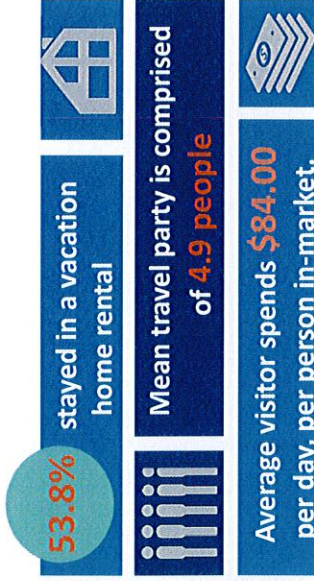 53.8% stayed in a vacation
home rental
Mean travel party is comprised
of 4.9 people
Average visitor spends $84.00
per day, per person in-market.